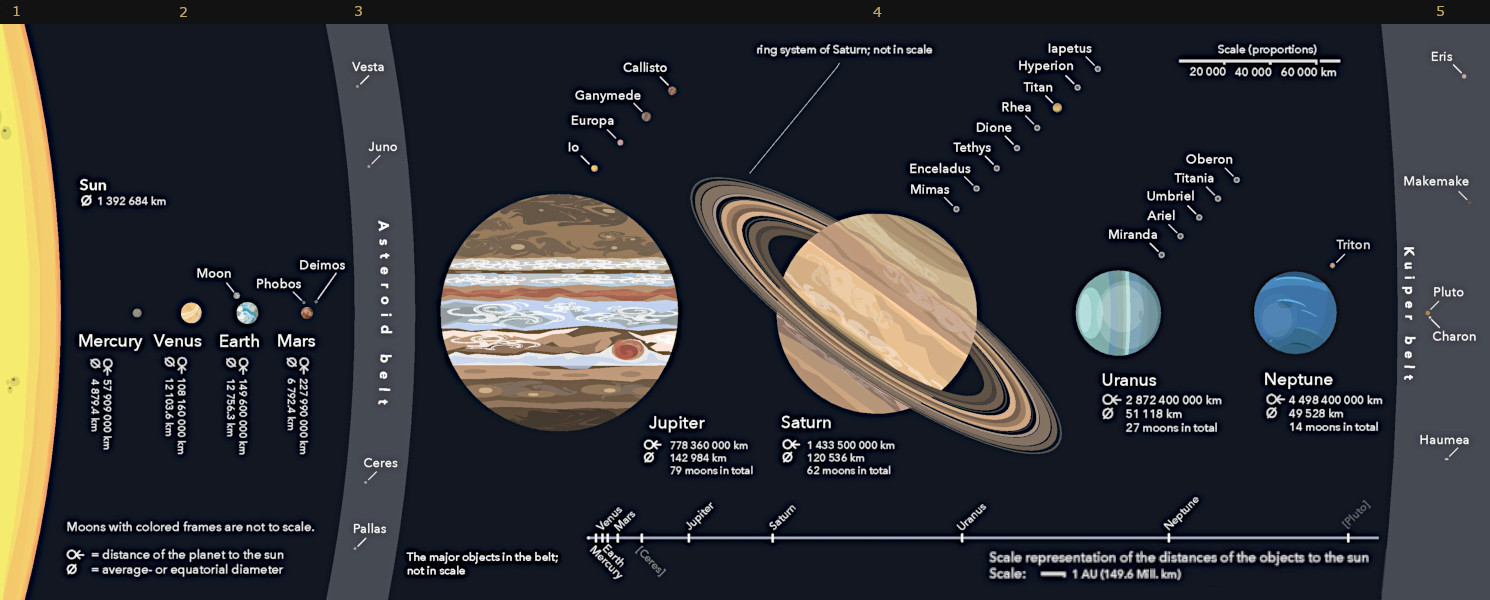 1
2
3
4
5
Sun
Ø 1 392 684 km
Moon
Phobos
Deimos
Mercury
57 909 000 km
Ø 4 879.4 km
Venus
108 160 000 km
Ø 12 103.6 km
Earth
149 600 000 km
Ø 12 756.3 km
Mars
227 990 000 km
Ø 6 792.4 km
Moons with colored frames are not to scale.
= distance of the planet to the sun
Ø = average- or equatorial diameter
Vesta
Juno
Asteroid belt
Ceres
Pallas
The major objects in the belt;
not in scale
Callisto
Ganymede
Europa
Io
Jupiter
778 360 000 km
Ø 142 984 km
79 moons in total
ring system of Saturn; not in scale
Iapetus
Hyperion
Titan
Rhea
Dione
Tethys
Enceladus
Mimas
Saturn
1 433 500 000 km
Ø 120 536 km
62 moons in total
Scale (proportions)
20 000 40 000 60 000 km
Oberon
Titania
Umbriel
Ariel
Miranda
Uranus
2 872 400 000 km
Ø 51 118 km
27 moons in total
Triton
Neptune
4 498 400 000 km
Ø 49 528 km
14 moons in total
Venus
Mars
Jupiter
Saturn
Uranus
Neptune
[Pluto]
Mercury
Earth
[Ceres]
Scale representation of the distances of the objects to the sun
Scale: 1 AU (149.6 Mill. km)
Eris
Makemake
Kuiper belt
Pluto
Charon
Haumea